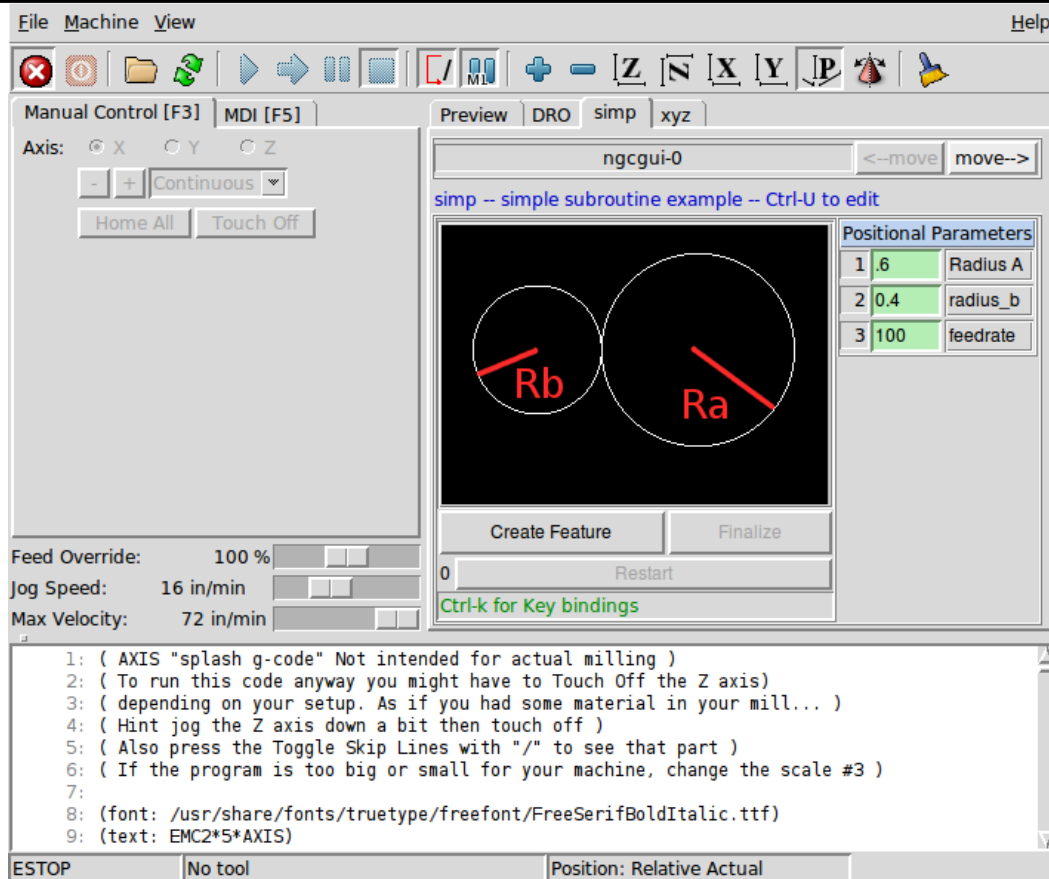 File Machine View Help
M1 Z N X Y P
Manual Control [F3] MDI [F5] Preview DRO simp xyz
Axis: X Y Z
ngcgui-0 <--move move-->
- + Continuous
simp -- simple subroutine example -- Ctrl-U to edit
Home All Touch Off
Positional Parameters
1 .6 Radius A
2 0.4 radius_b
3 100 feedrate
Rb Ra
Create Feature Finalize
0 Restart
Ctrl-k for Key bindings
Feed Override: 100 %
Jog Speed: 16 in/min
Max Velocity: 72 in/min
1: ( AXIS "splash g-code" Not intended for actual milling )
2: ( To run this code anyway you might have to Touch Off the Z axis)
3: ( depending on your setup. As if you had some material in your mill... )
4: ( Hint jog the Z axis down a bit then touch off )
5: ( Also press the Toggle Skip Lines with "/" to see that part )
6: ( If the program is too big or small for your machine, change the scale #3 )
7:
8: (font: /usr/share/fonts/truetype/freefont/FreeSerifBoldItalic.ttf)
9: (text: EMC2*5*AXIS)
ESTOP No tool Position: Relative Actual